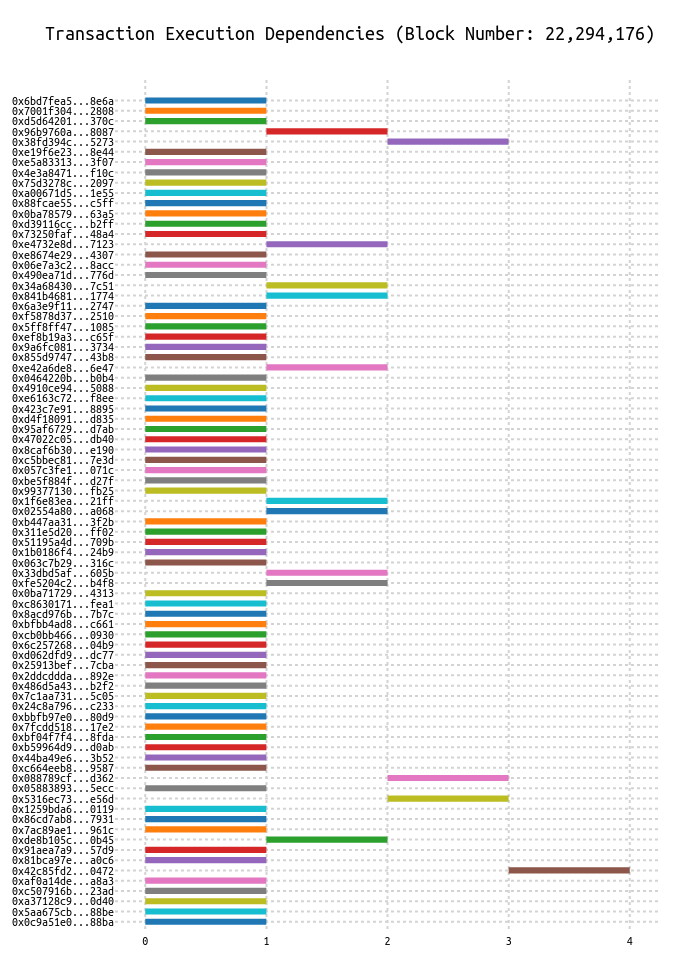 Transaction Execution Dependencies (Block Number: 22,294,176)
0x6bd7fea5...8e6a
0x7001f304...2808
0xd5d64201...370c
0x96b9760a...8087
0x38fd394c...5273
0xe19f6e23...8e44
0xe5a83313...3f07
0x4e3a8471...f10c
0x75d3278c...2097
0xa00671d5...1e55
0x88fcae55...c5ff
0x0ba78579...63a5
0xd39116cc...b2ff
0x73250faf...48a4
0xe4732e8d...7123
0xe8674e29...4307
0x06e7a3c2...8acc
0x490ea71d...776d
0x34a68430...7c51
0x841b4681...1774
0x6a3e9f11...2747
0xf5878d37...2510
0x5ff8ff47...1085
0xef8b19a3...c65f
0x9a6fc081...3734
0x855d9747...43b8
0xe42a6de8...6e47
0x0464220b...b0b4
0x4910ce94...5088
0xe6163c72...f8ee
0x423c7e91...8895
0xd4f18091...d835
0x95af6729...d7ab
0x47022c05...db40
0x8caf6b30...e190
0xc5bbec81...7e3d
0x057c3fe1...071c
0xbe5f884f...d27f
0x99377130...fb25
0x1f6e83ea...21ff
0x02554a80...a068
0xb447aa31...3f2b
0x311e5d20...ff02
0x51195a4d...709b
0x1b0186f4...24b9
0x063c7b29...316c
0x33dbd5af...605b
0xfe5204c2...b4f8
0x0ba71729...4313
0xc8630171...fea1
0x8acd976b...7b7c
0xbfbb4ad8...c661
0xcb0bb466...0930
0x6c257268...04b9
0xd062dfd9...dc77
0x25913bef...7cba
0x2ddcddda...892e
0x486d5a43...b2f2
0x7c1aa731...5c05
0x24c8a796...c233
0xbbfb97e0...80d9
0x7fcdd518...17e2
0xbf04f7f4...8fda
0xb59964d9...d0ab
0x44ba49e6...3b52
0xc664eeb8...9587
0x088789cf...d362
0x05883893...5ecc
0x5316ec73...e56d
0x1259bda6...0119
0x86cd7ab8...7931
0x7ac89ae1...961c
0xde8b105c...0b45
0x91aea7a9...57d9
0x81bca97e...a0c6
0x42c85fd2...0472
0xaf0a14de...a8a3
0xc507916b...23ad
0xa37128c9...0d40
0x5aa675cb...88be
0x0c9a51e0...88ba
0 1 2 3 4